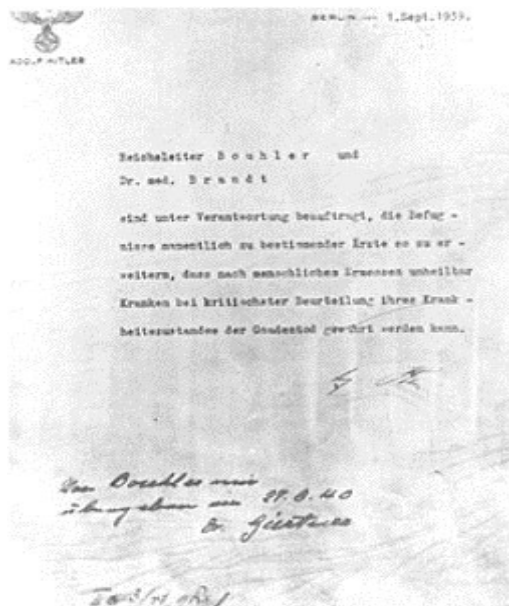 ADOLF HITLER
BERLIN, 1.Sept.1939.
Reichsleiter B o u h l e r und
Dr. med. B r a n d t
sind unter Verantwortung beauftragt, die Befug -
nisse namentlich zu bestimmender Ärzte so zu er -
weitern, dass nach menschlichem Ermessen unheilbar
Kranken bei kritischster Beurteilung ihres Krank -
heitszustandes der Gnadentod gewährt werden kann.
Von Bouhler mir
übergeben am 27.8.40
Dr. Gürtner